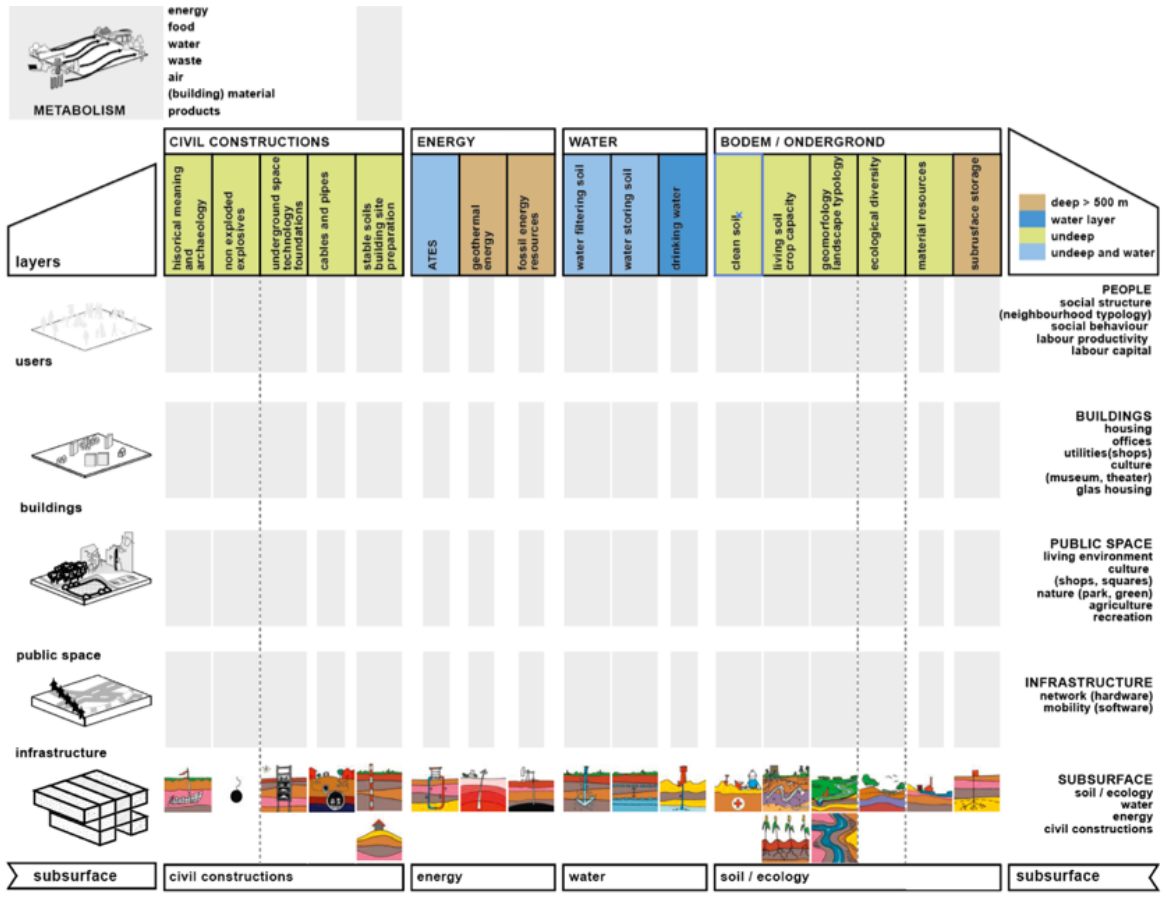 energy
food
water
waste
air
(building) material
products
METABOLISM
CIVIL CONSTRUCTIONS
ENERGY
WATER
BODEM / ONDERGROND
layers
hisorical meaning
and
archaeology
non exploded
explosives
underground space
technology
foundations
cables and pipes
stable soils
building site
preparation
ATES
geothermal
energy
fossil energy
resources
water filtering soil
water storing soil
drinking water
clean soil
living soil
crop capacity
geomorfology
landscape typology
ecological diversity
material resources
subrusface storage
deep > 500 m
water layer
undeep
undeep and water
users
PEOPLE
social structure
(neighbourhood typology)
social behaviour
labour productivity
labour capital
buildings
BUILDINGS
housing
offices
utilities(shops)
culture
(museum, theater)
glas housing
public space
PUBLIC SPACE
living environment
culture
(shops, squares)
nature (park, green)
agriculture
recreation
infrastructure
INFRASTRUCTURE
network (hardware)
mobility (software)
SUBSURFACE
soil / ecology
water
energy
civil constructions
subsurface
civil constructions
energy
water
soil / ecology
subsurface